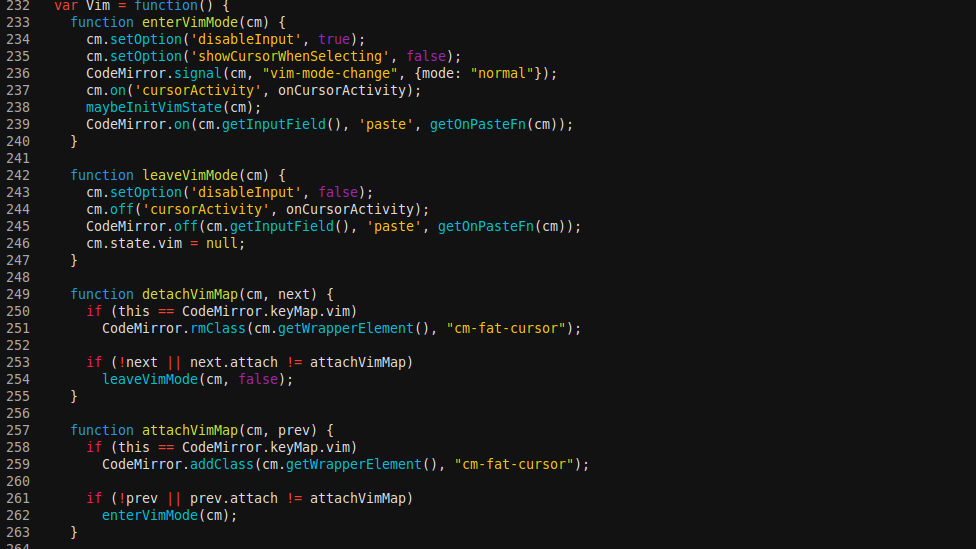 232 var Vim = function() {
233 function enterVimMode(cm) {
234 cm.setOption('disableInput', true);
235 cm.setOption('showCursorWhenSelecting', false);
236 CodeMirror.signal(cm, "vim-mode-change", {mode: "normal"});
237 cm.on('cursorActivity', onCursorActivity);
238 maybeInitVimState(cm);
239 CodeMirror.on(cm.getInputField(), 'paste', getOnPasteFn(cm));
240 }
241
242 function leaveVimMode(cm) {
243 cm.setOption('disableInput', false);
244 cm.off('cursorActivity', onCursorActivity);
245 CodeMirror.off(cm.getInputField(), 'paste', getOnPasteFn(cm));
246 cm.state.vim = null;
247 }
248
249 function detachVimMap(cm, next) {
250 if (this == CodeMirror.keyMap.vim)
251 CodeMirror.rmClass(cm.getWrapperElement(), "cm-fat-cursor");
252
253 if (!next || next.attach != attachVimMap)
254 leaveVimMode(cm, false);
255 }
256
257 function attachVimMap(cm, prev) {
258 if (this == CodeMirror.keyMap.vim)
259 CodeMirror.addClass(cm.getWrapperElement(), "cm-fat-cursor");
260
261 if (!prev || prev.attach != attachVimMap)
262 enterVimMode(cm);
263 }
264